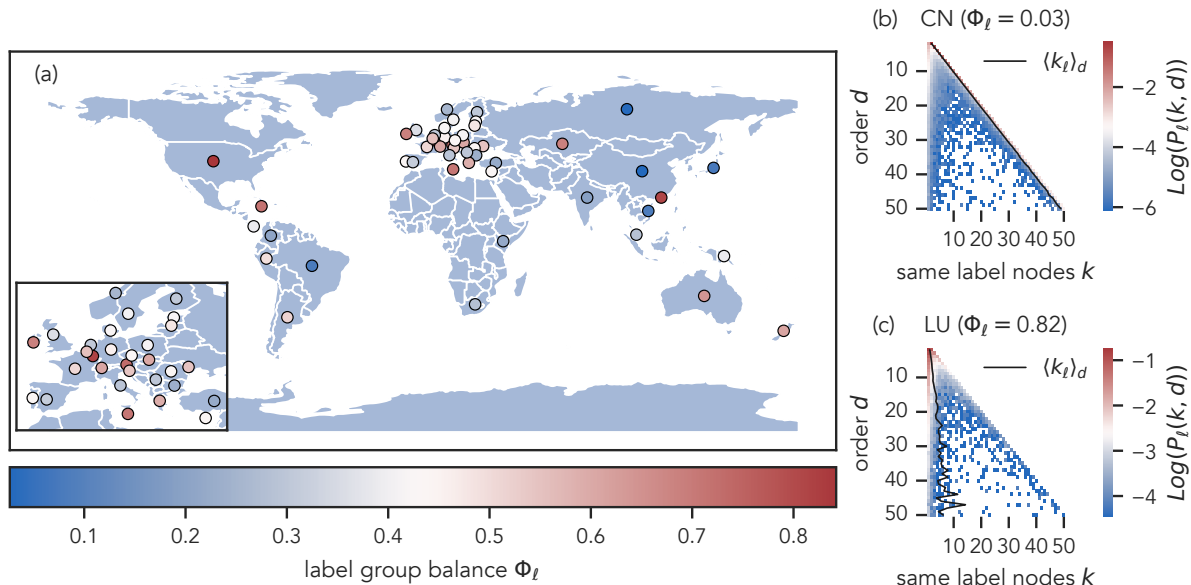 (a)
0.1 0.2 0.3 0.4 0.5 0.6 0.7 0.8
label group balance Φℓ
(b) CN (Φℓ = 0.03)
⟨kℓ⟩d
order d
10
20
30
40
50
10 20 30 40 50
same label nodes k
−2
−4
−6
Log(Pℓ(k, d))
(c) LU (Φℓ = 0.82)
⟨kℓ⟩d
order d
10
20
30
40
50
10 20 30 40 50
same label nodes k
−1
−2
−3
−4
Log(Pℓ(k, d))